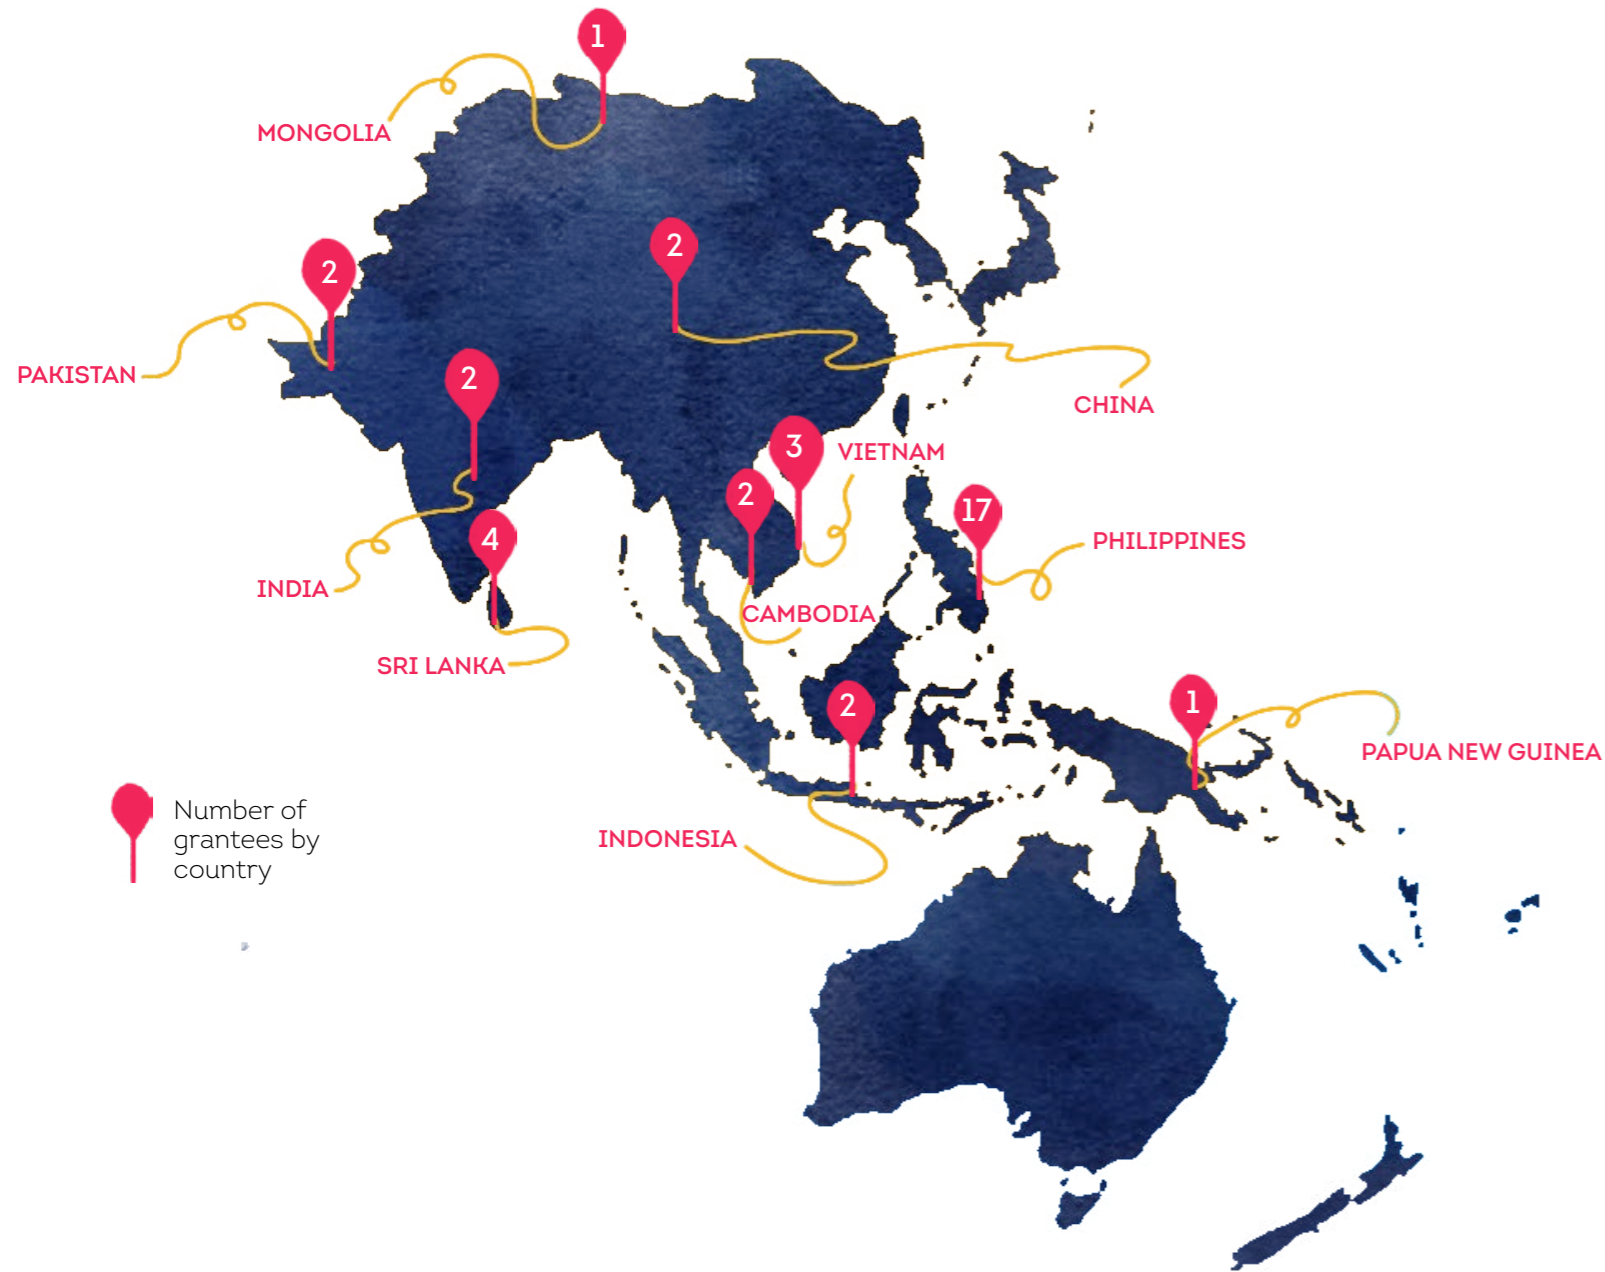 1
MONGOLIA
2
2
PAKISTAN
2
CHINA
3
VIETNAM
2
17
4
PHILIPPINES
INDIA
CAMBODIA
SRI LANKA
2
1
PAPUA NEW GUINEA
Number of
grantees by
country
INDONESIA